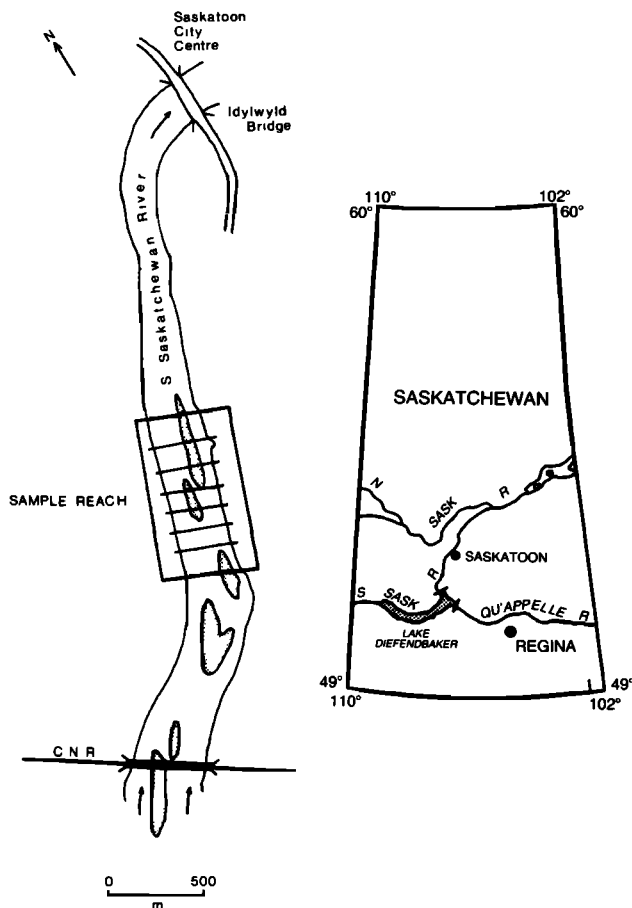 Saskatoon
City
Centre
N
Idylwyld
Bridge
S Saskatchewan River
SAMPLE REACH
C N R
0 500
m
110°
60°
102°
60°
SASKATCHEWAN
N SASK R
SASKATOON
R
S SASK
QU'APPELLE R
LAKE
DIEFENDBAKER
REGINA
49°
110°
49°
102°